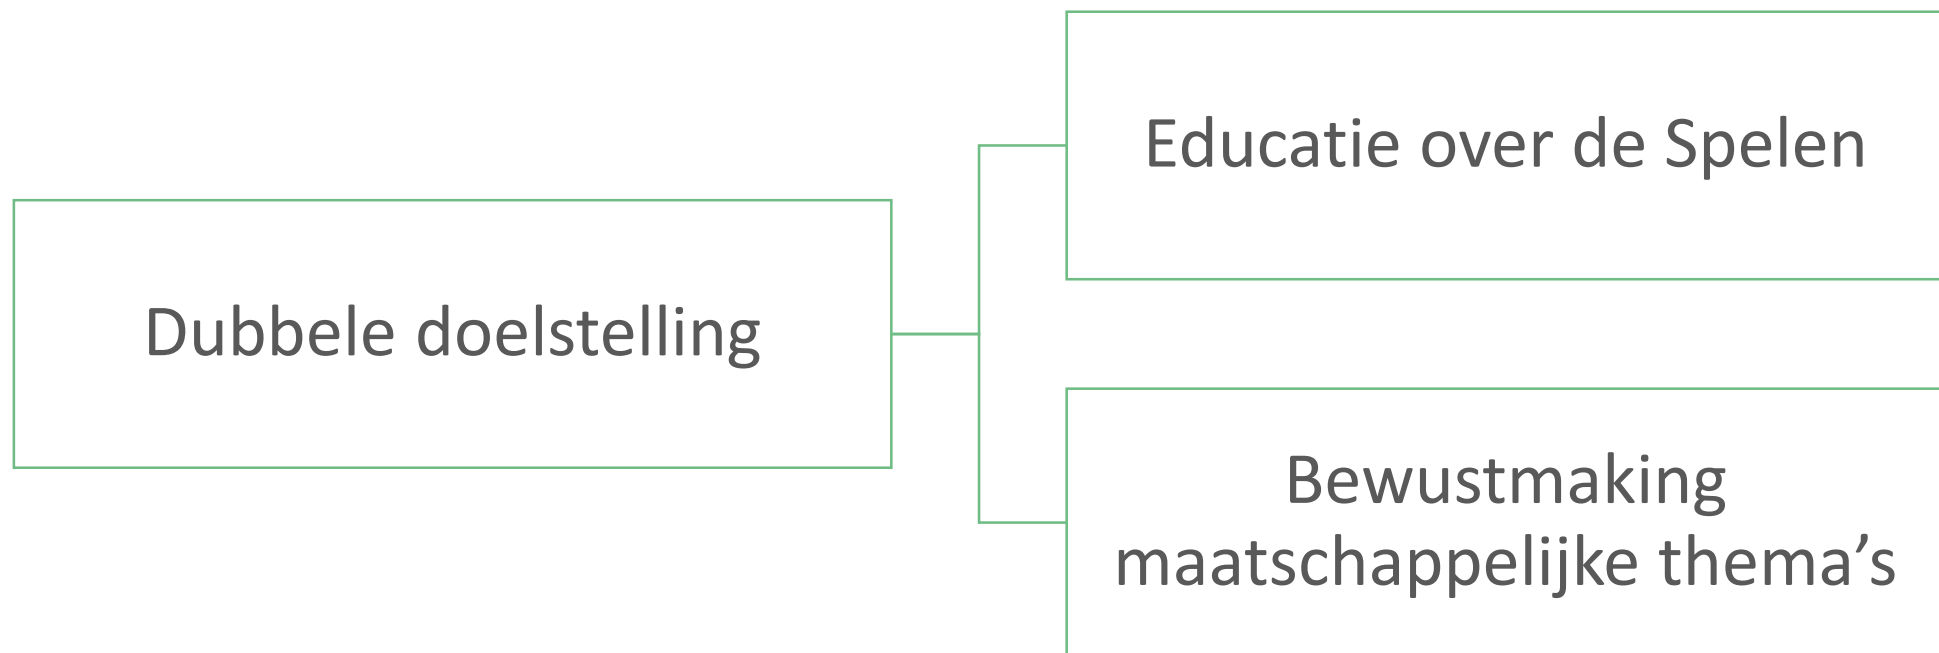 Dubbele doelstelling
Educatie over de Spelen
Bewustmaking
maatschappelijke thema’s